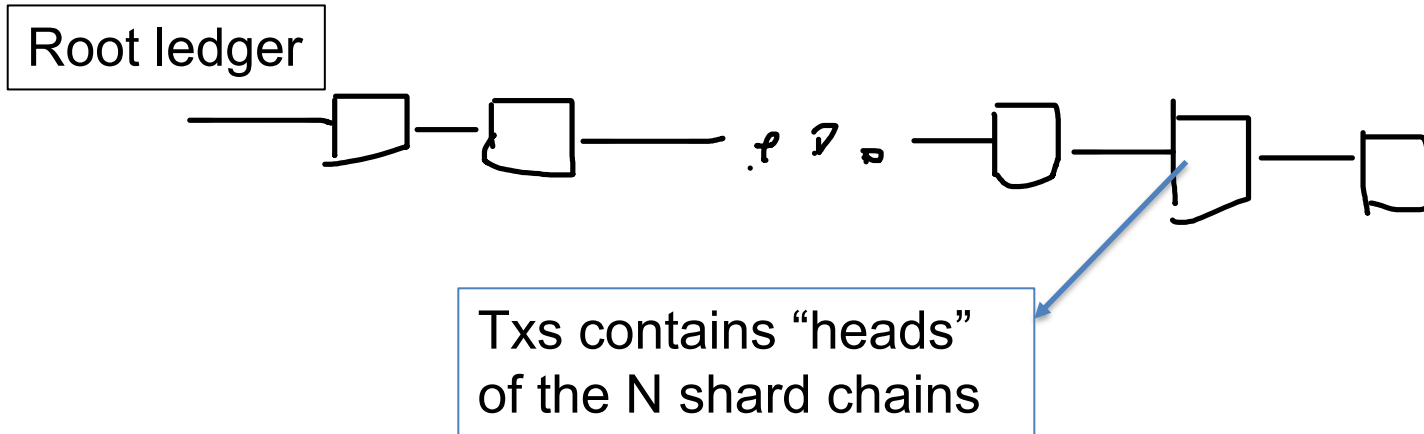 Root ledger
Txs contains “heads”
of the N shard chains